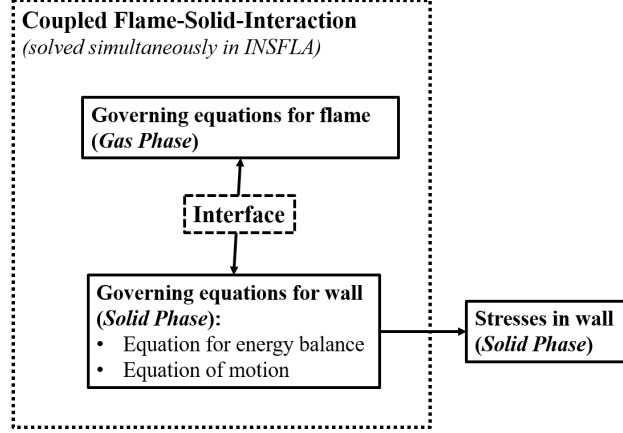 Coupled Flame-Solid-Interaction
(solved simultaneously in INSFLA)
Governing equations for flame
(Gas Phase)
Interface
Governing equations for wall
(Solid Phase):
• Equation for energy balance
• Equation of motion
Stresses in wall
(Solid Phase)